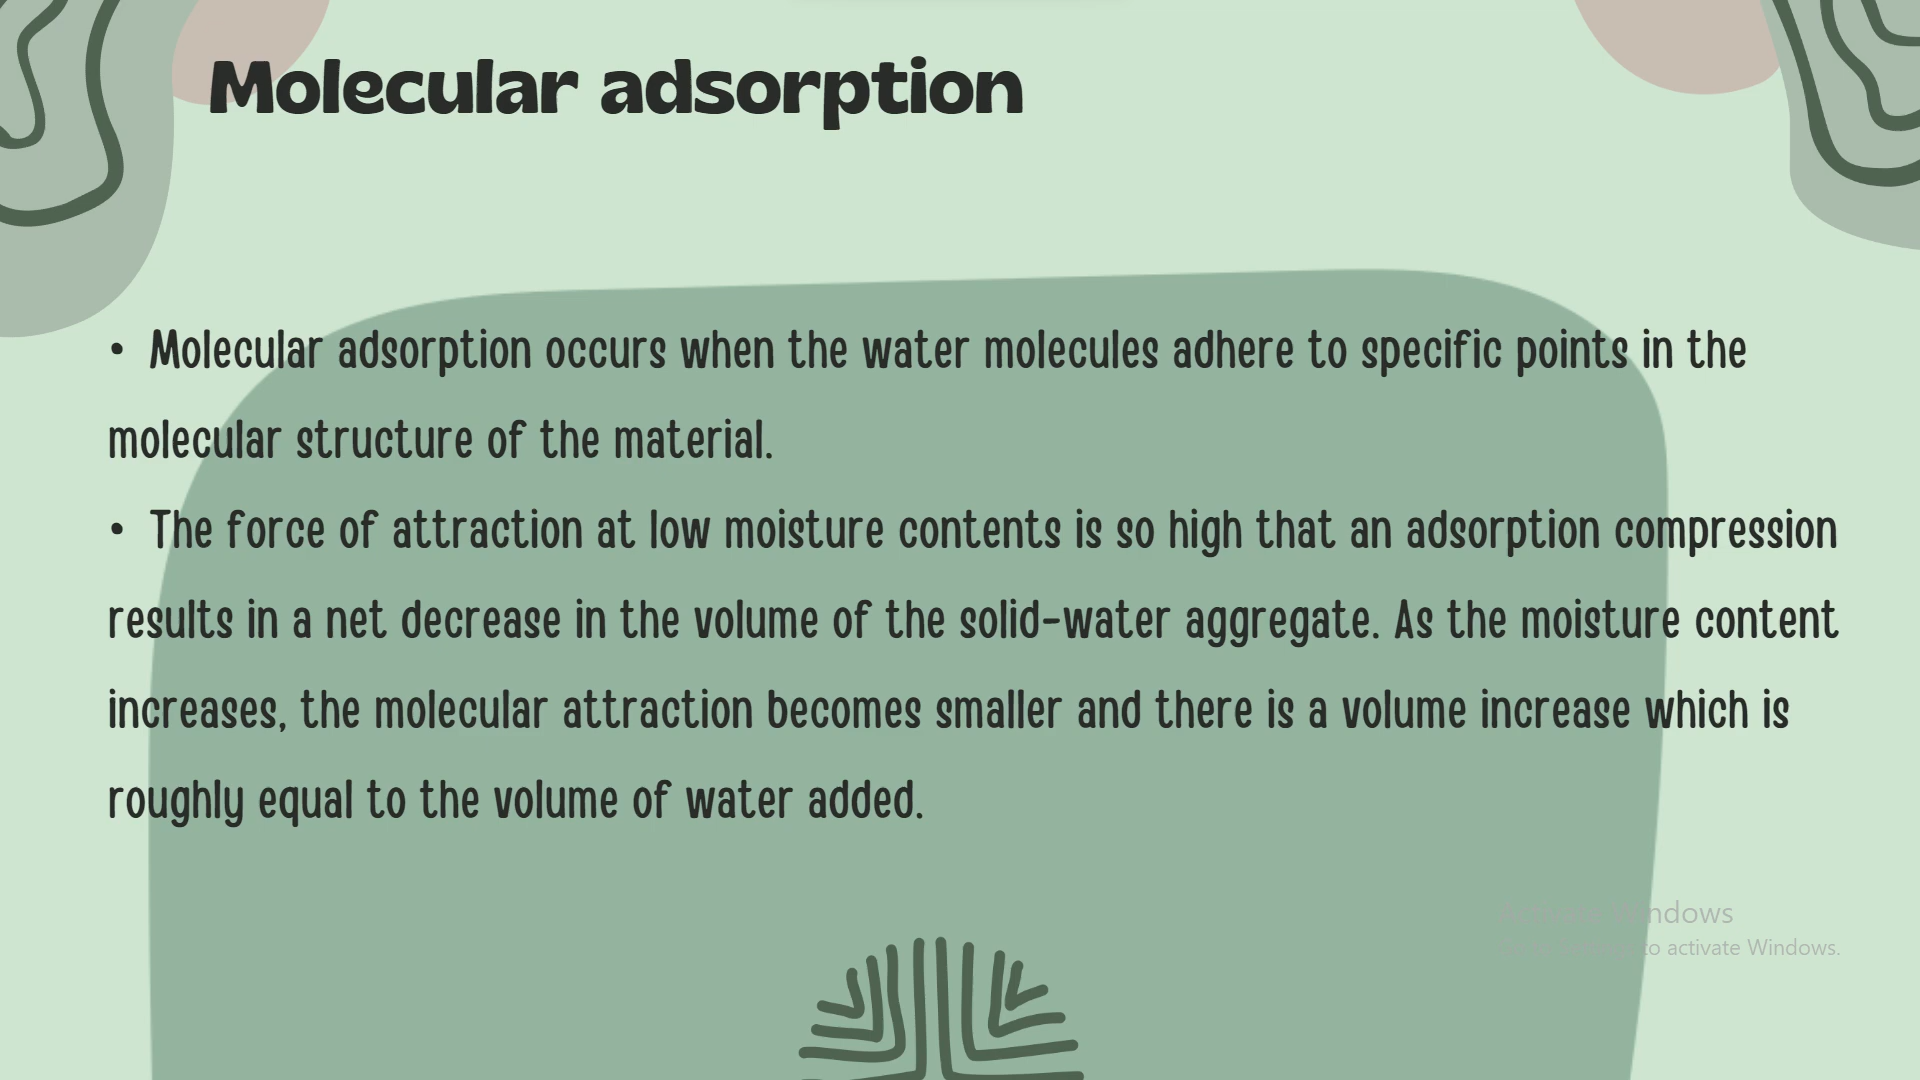 Molecular adsorption
• Molecular adsorption occurs when the water molecules adhere to specific points in the
molecular structure of the material.
• The force of attraction at low moisture contents is so high that an adsorption compression
results in a net decrease in the volume of the solid-water aggregate. As the moisture content
increases, the molecular attraction becomes smaller and there is a volume increase which is
roughly equal to the volume of water added.
Activate Windows
to activate Windows.